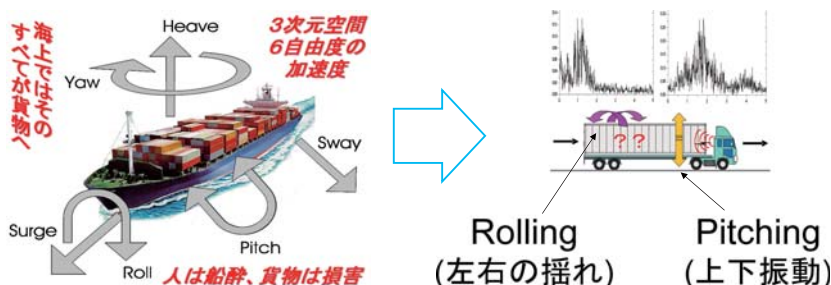 海上ではその
すべてが貨物へ
Heave
3次元空間
6自由度の
加速度
Yaw
Sway
Surge
Pitch
Roll
人は船酔、貨物は損害
? ?
Rolling
(左右の揺れ)
Pitching
(上下振動)